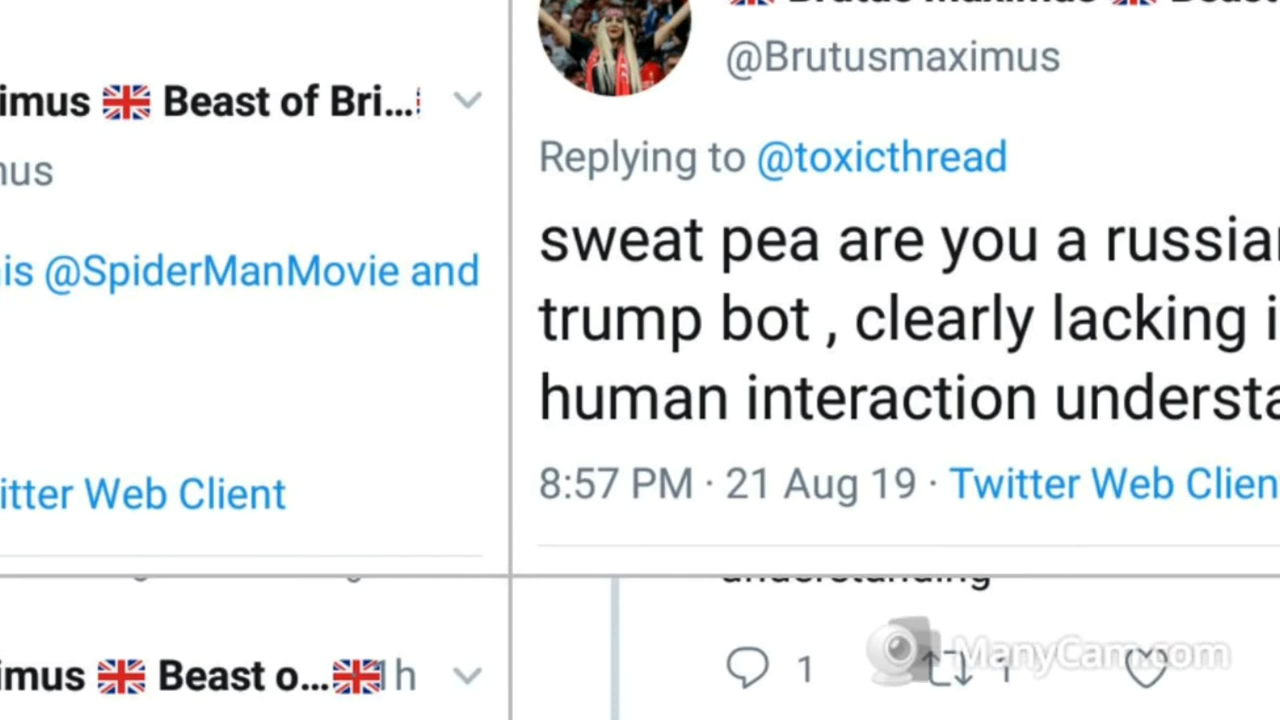 imus 🇬🇧 Beast of Bri...
nus
is @SpiderManMovie and
itter Web Client
imus 🇬🇧 Beast o...🇬🇧1h
@Brutusmaximus
Replying to @toxicthread
sweat pea are you a russian
trump bot , clearly lacking i
human interaction understa
8:57 PM · 21 Aug 19 · Twitter Web Clien
understanding
1 1
ManyCam.com